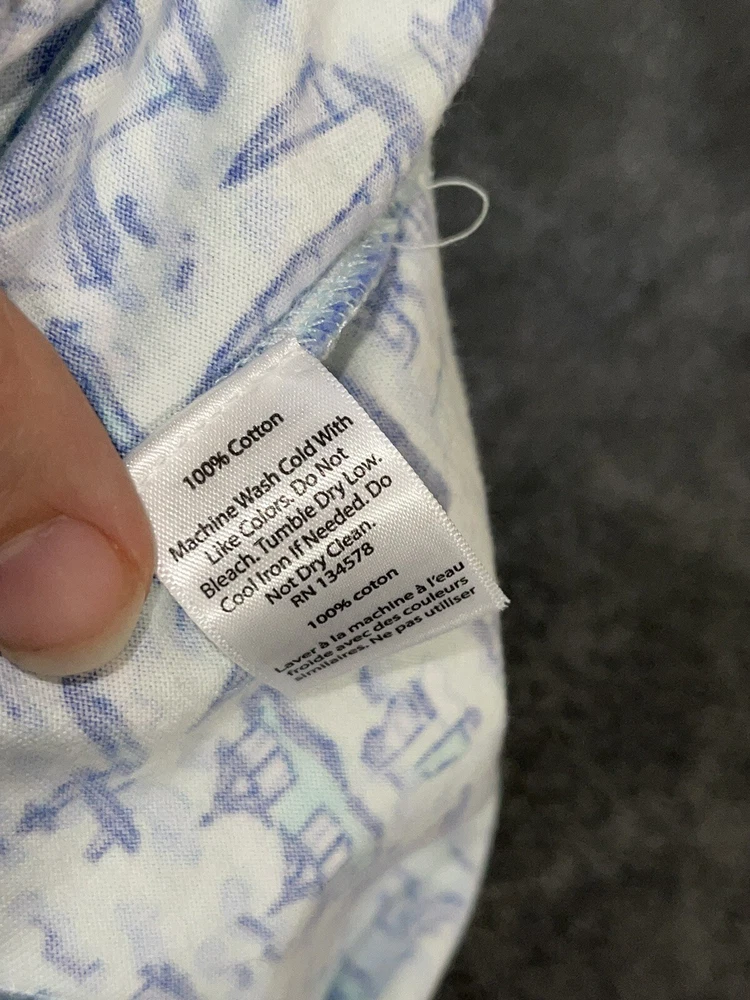 100% Cotton
Machine Wash Cold With
Like Colors. Do Not
Bleach. Tumble Dry Low.
Cool Iron If Needed. Do
Not Dry Clean.
RN 134578
100% coton
Laver à la machine à l'eau
froide avec des couleurs
similaires. Ne pas utiliser